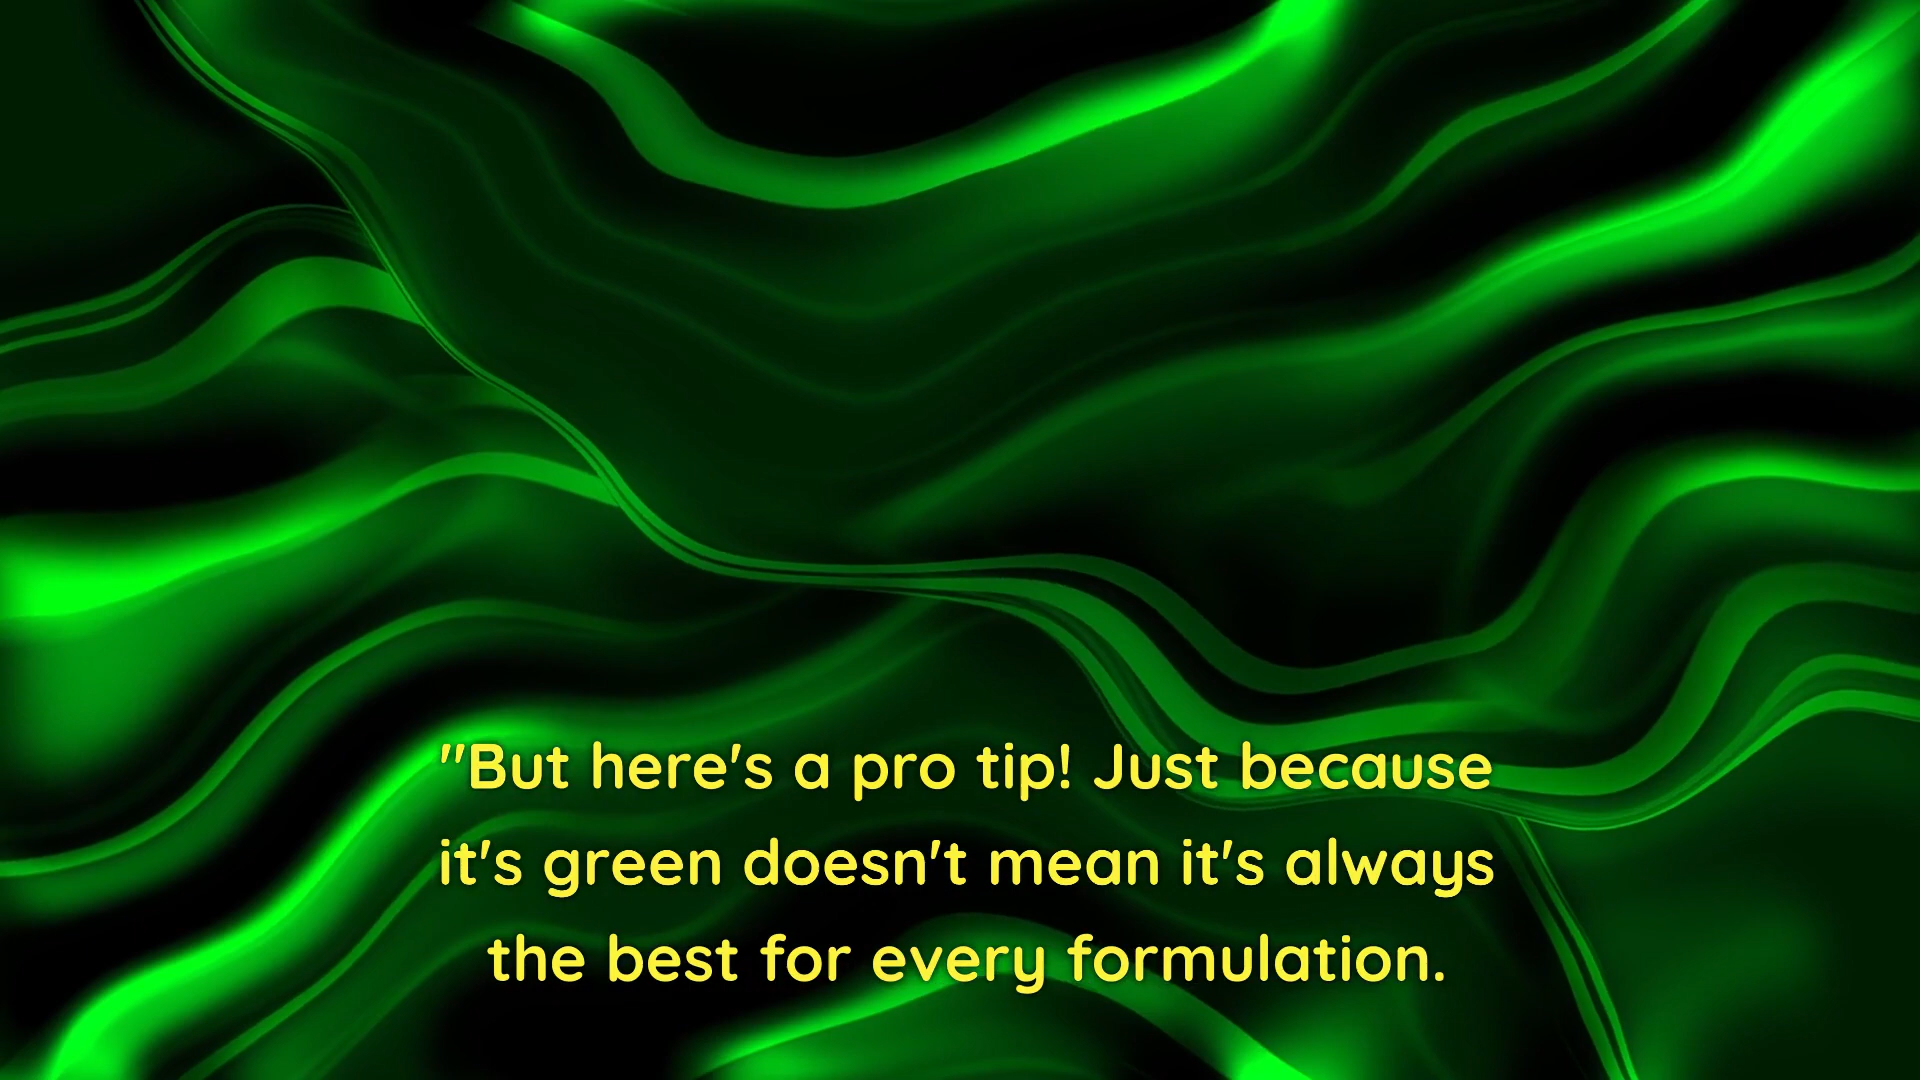 "But here's a pro tip! Just because
it's green doesn't mean it's always
the best for every formulation.